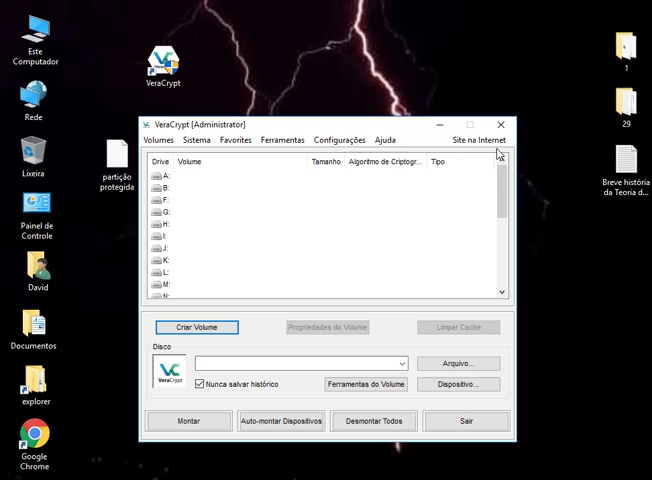 Este
Computador
Rede
Lixeira
Painel de
Controle
David
Documentos
explorer
Google
Chrome
VeraCrypt
partição
protegida
1
29
Breve história
da Teoria d...
VeraCrypt [Administrator]
Volumes Sistema Favorites Ferramentas Configurações Ajuda Site na Internet
Drive Volume Tamanho Algoritmo de Criptogr... Tipo
A:
B:
F:
G:
H:
I:
J:
K:
L:
M:
N:
Criar Volume Propriedades do Volume Limpar Cache
Disco
VeraCrypt
Arquivo...
Nunca salvar histórico Ferramentas do Volume Dispositivo...
Montar Auto-montar Dispositivos Desmontar Todos Sair